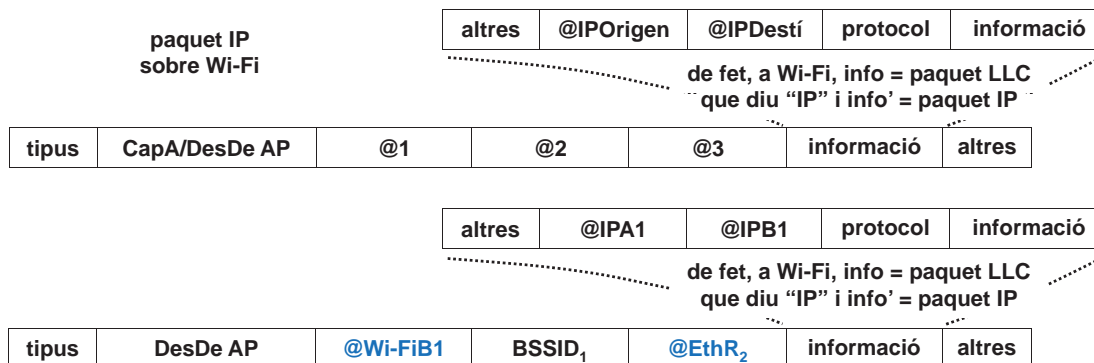 altres @IPOrigen @IPDestí protocol informació
paquet IP
sobre Wi-Fi
de fet, a Wi-Fi, info = paquet LLC
que diu “IP” i info’ = paquet IP
tipus CapA/DesDe AP @1 @2 @3 informació altres
altres @IPA1 @IPB1 protocol informació
de fet, a Wi-Fi, info = paquet LLC
que diu “IP” i info’ = paquet IP
tipus DesDe AP @Wi-FiB1 BSSID1 @EthR2 informació altres